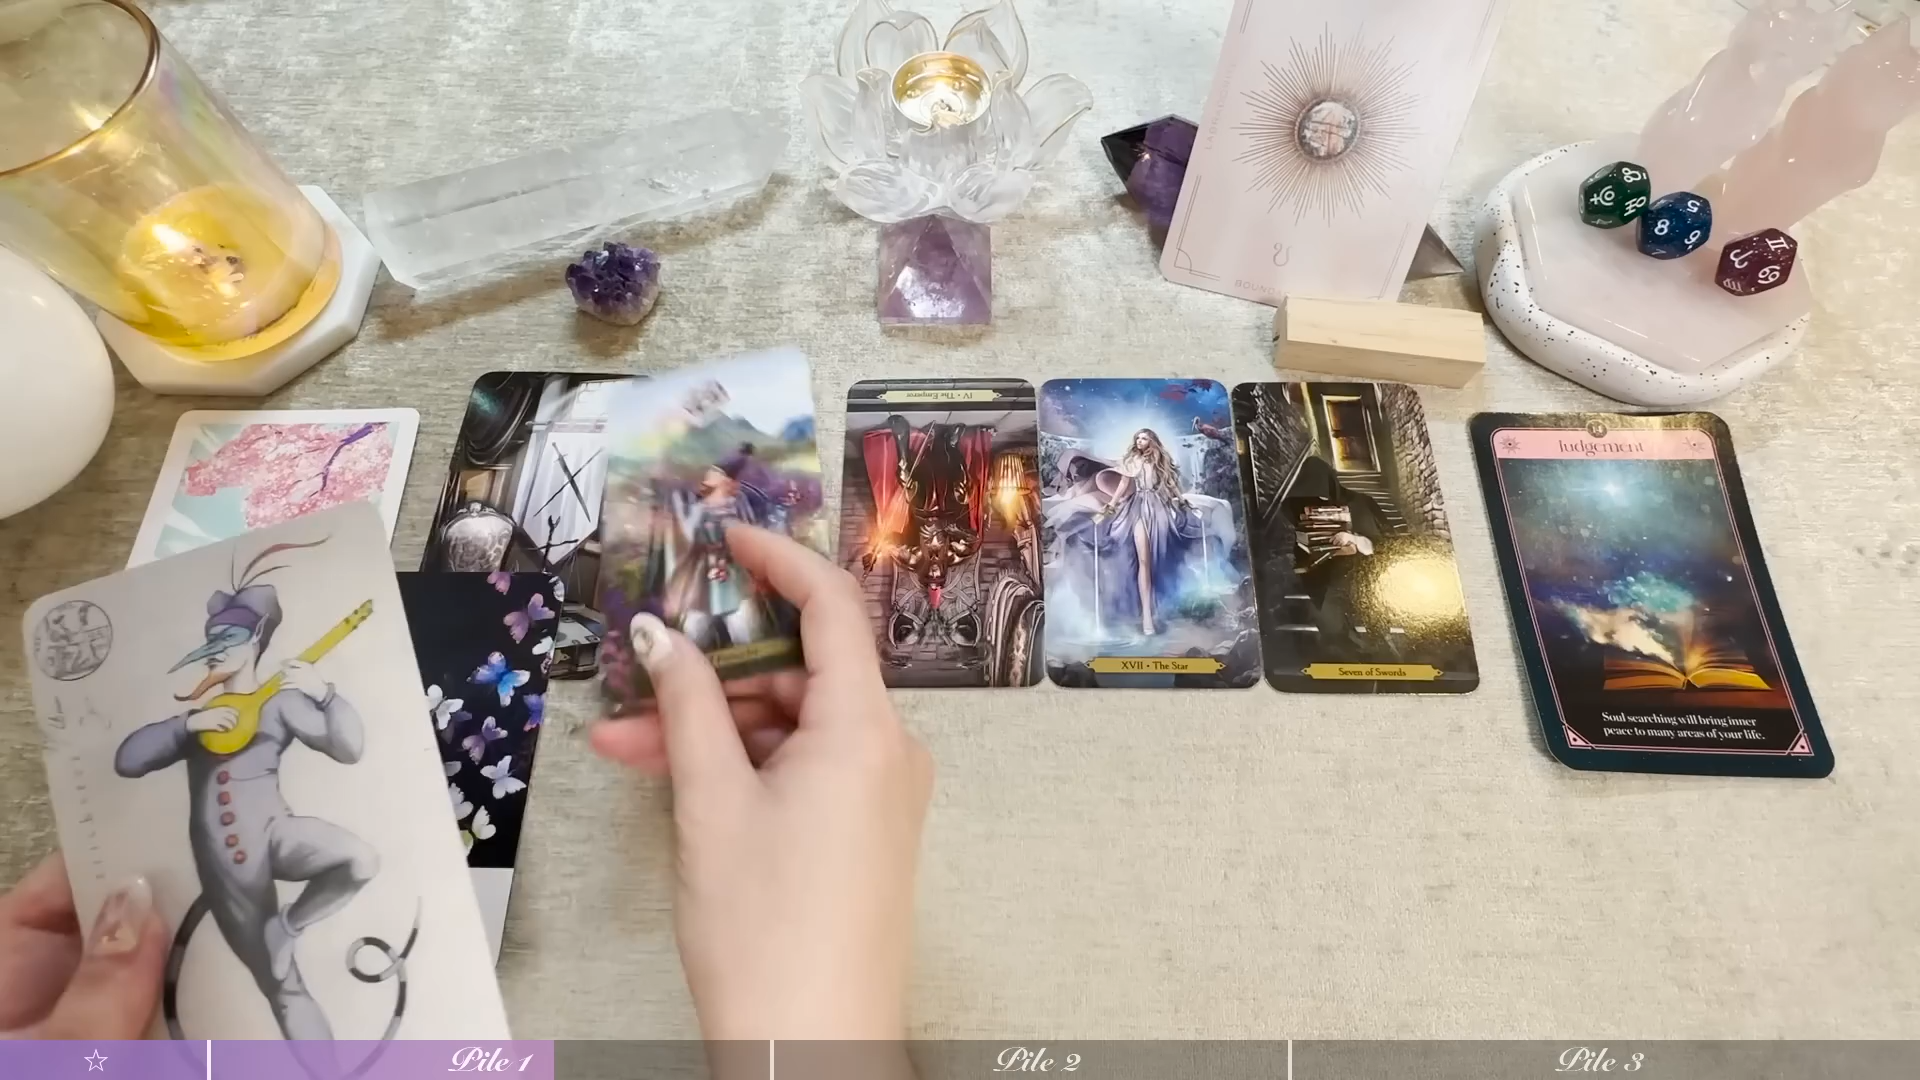 IV • The Emperor
XVII • The Star
Seven of Swords
14
Judgement
Soul searching will bring inner
peace to many areas of your life.
☆
Pile 1
Pile 2
Pile 3